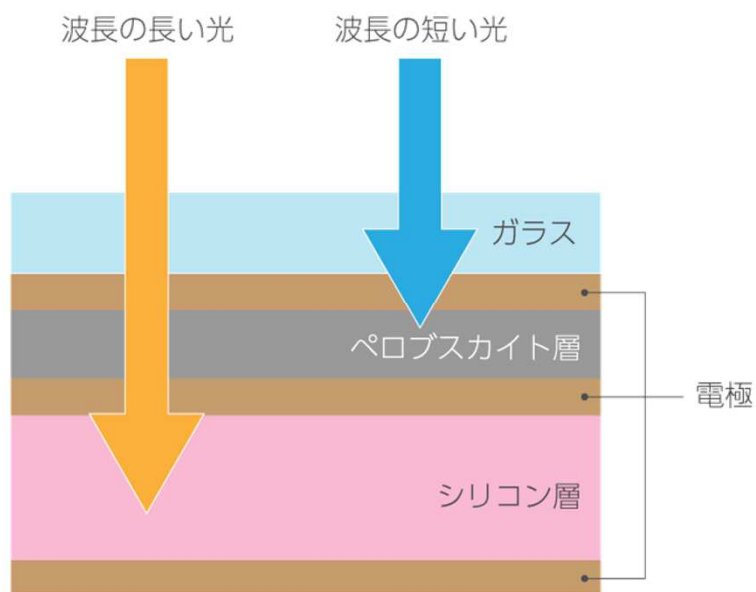 波長の長い光
波長の短い光
ガラス
ペロブスカイト層
電極
シリコン層